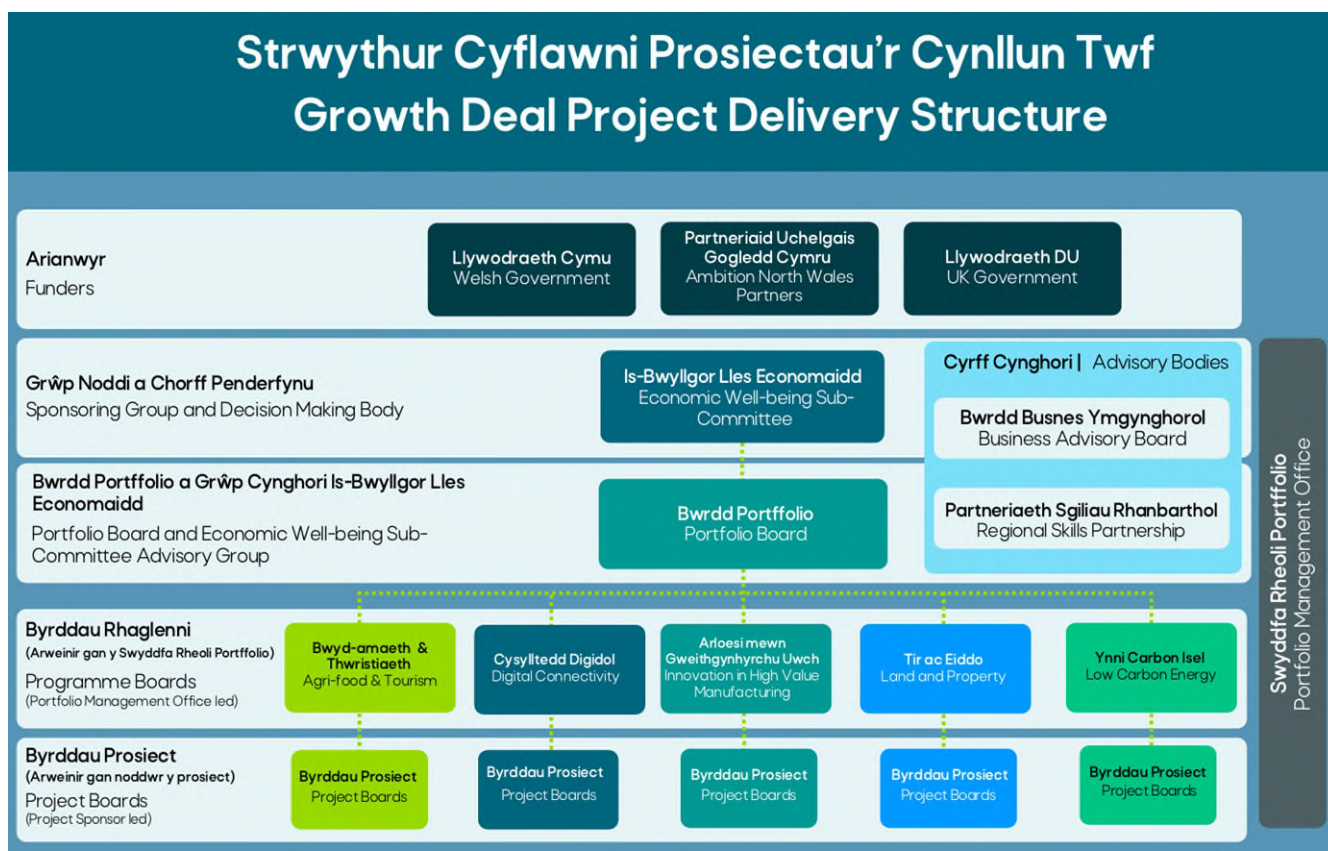 Strwythur Cyflawni Prosiectau'r Cynllun Twf
Growth Deal Project Delivery Structure
Arianwyr
Funders
Llywodraeth Cymu
Welsh Government
Partneriaid Uchelgais
Gogledd Cymru
Ambition North Wales
Partners
Llywodraeth DU
UK Government
Grŵp Noddi a Chorff Penderfynu
Sponsoring Group and Decision Making Body
Is-Bwyllgor Lles Economaidd
Economic Well-being Sub-
Committee
Cyrff Cynghori | Advisory Bodies
Bwrdd Busnes Ymgynghorol
Business Advisory Board
Bwrdd Portffolio a Grŵp Cynghori Is-Bwyllgor Lles
Economaidd
Portfolio Board and Economic Well-being Sub-
Committee Advisory Group
Bwrdd Portffolio
Portfolio Board
Partneriaeth Sgiliau Rhanbarthol
Regional Skills Partnership
Swyddfa Rheoli Portffolio
Portfolio Management Office
Byrddau Rhaglenni
(Arweinir gan y Swyddfa Rheoli Portffolio)
Programme Boards
(Portfolio Management Office led)
Bwyd-amaeth &
Thwristiaeth
Agri-food & Tourism
Cysylltedd Digidol
Digital Connectivity
Arloesi mewn
Gweithgynhyrchu Uwch
Innovation in High Value
Manufacturing
Tir ac Eiddo
Land and Property
Ynni Carbon Isel
Low Carbon Energy
Byrddau Prosiect
(Arweinir gan noddwr y prosiect)
Project Boards
(Project Sponsor led)
Byrddau Prosiect
Project Boards
Byrddau Prosiect
Project Boards
Byrddau Prosiect
Project Boards
Byrddau Prosiect
Project Boards
Byrddau Prosiect
Project Boards